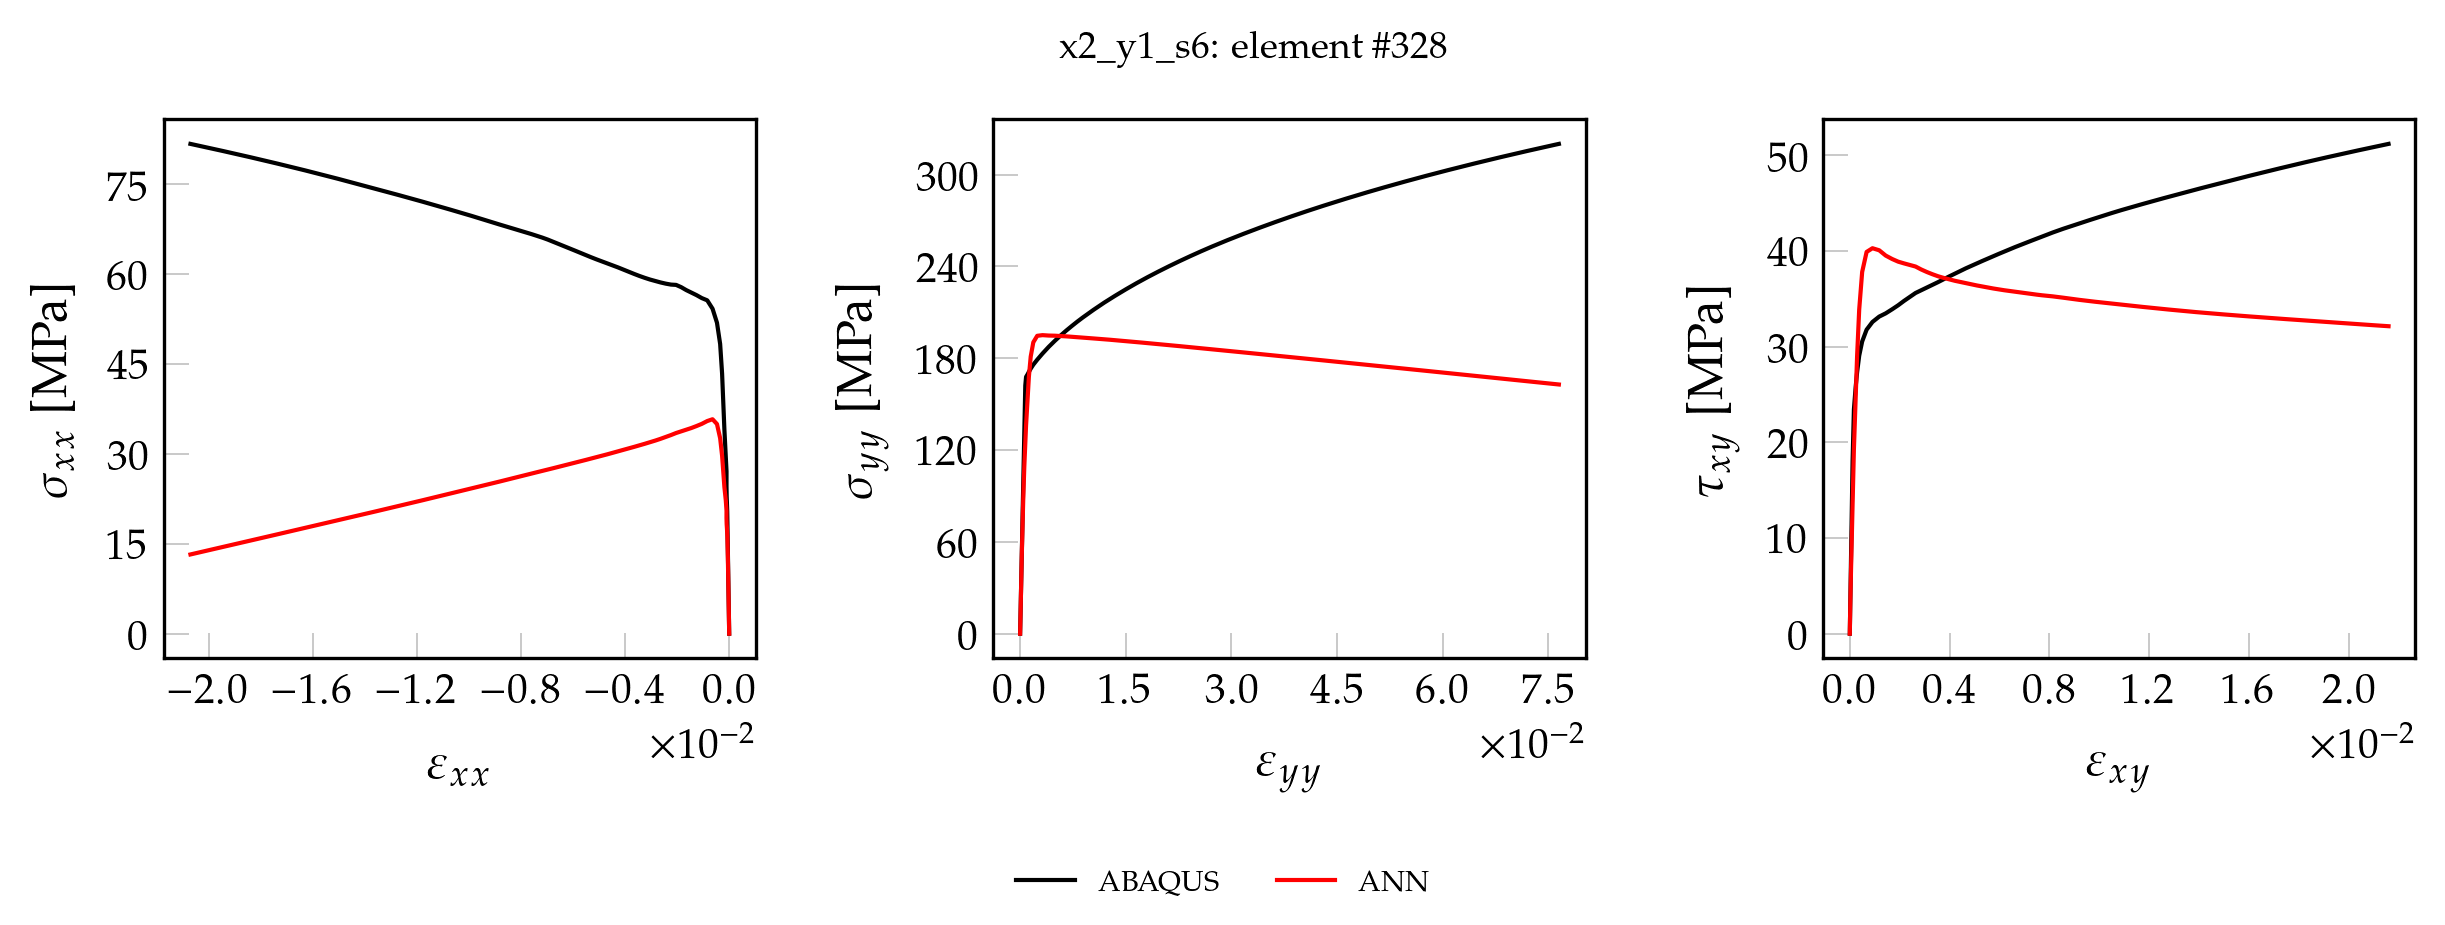 x2_y1_s6: element #328
σxx [MPa]
75
60
45
30
15
0
−2.0 −1.6 −1.2 −0.8 −0.4 0.0
×10−2
εxx
σyy [MPa]
300
240
180
120
60
0
0.0 1.5 3.0 4.5 6.0 7.5
×10−2
εyy
τxy [MPa]
50
40
30
20
10
0
0.0 0.4 0.8 1.2 1.6 2.0
×10−2
εxy
ABAQUS ANN